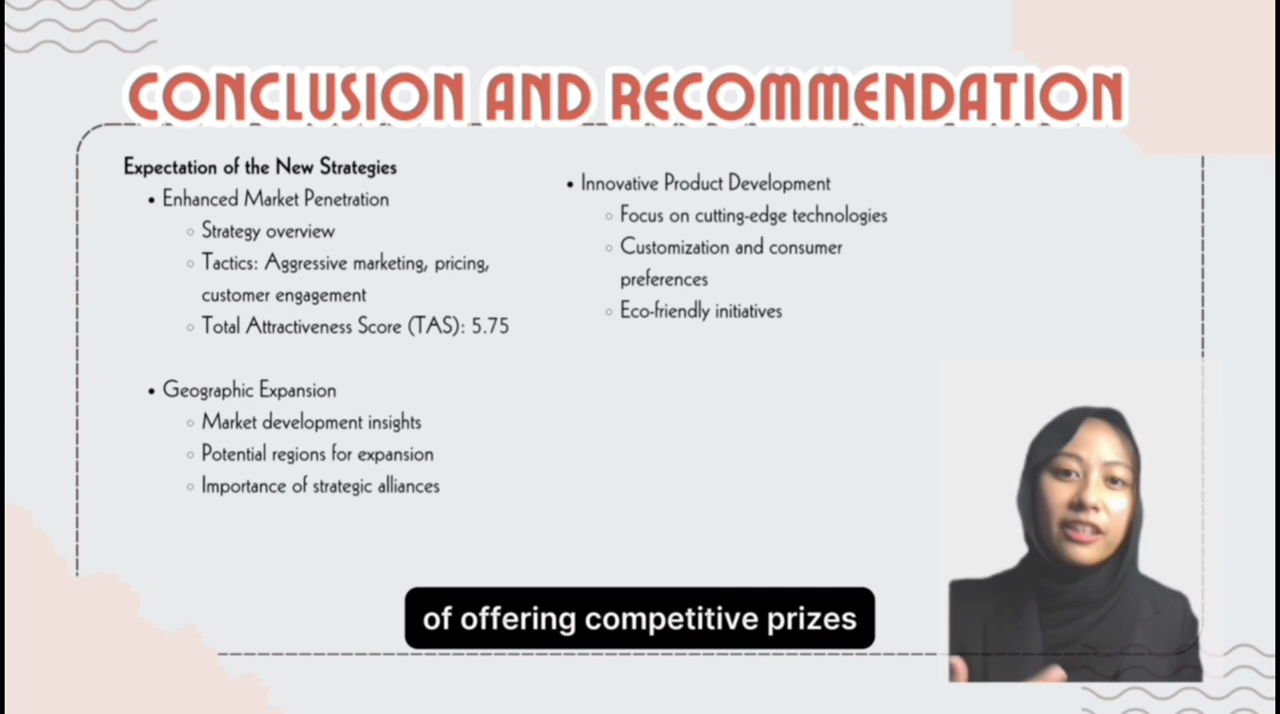 CONCLUSION AND RECOMMENDATION
Expectation of the New Strategies
• Enhanced Market Penetration
○ Strategy overview
○ Tactics: Aggressive marketing, pricing,
customer engagement
○ Total Attractiveness Score (TAS): 5.75
• Geographic Expansion
○ Market development insights
○ Potential regions for expansion
○ Importance of strategic alliances
• Innovative Product Development
○ Focus on cutting-edge technologies
○ Customization and consumer
preferences
○ Eco-friendly initiatives
of offering competitive prizes